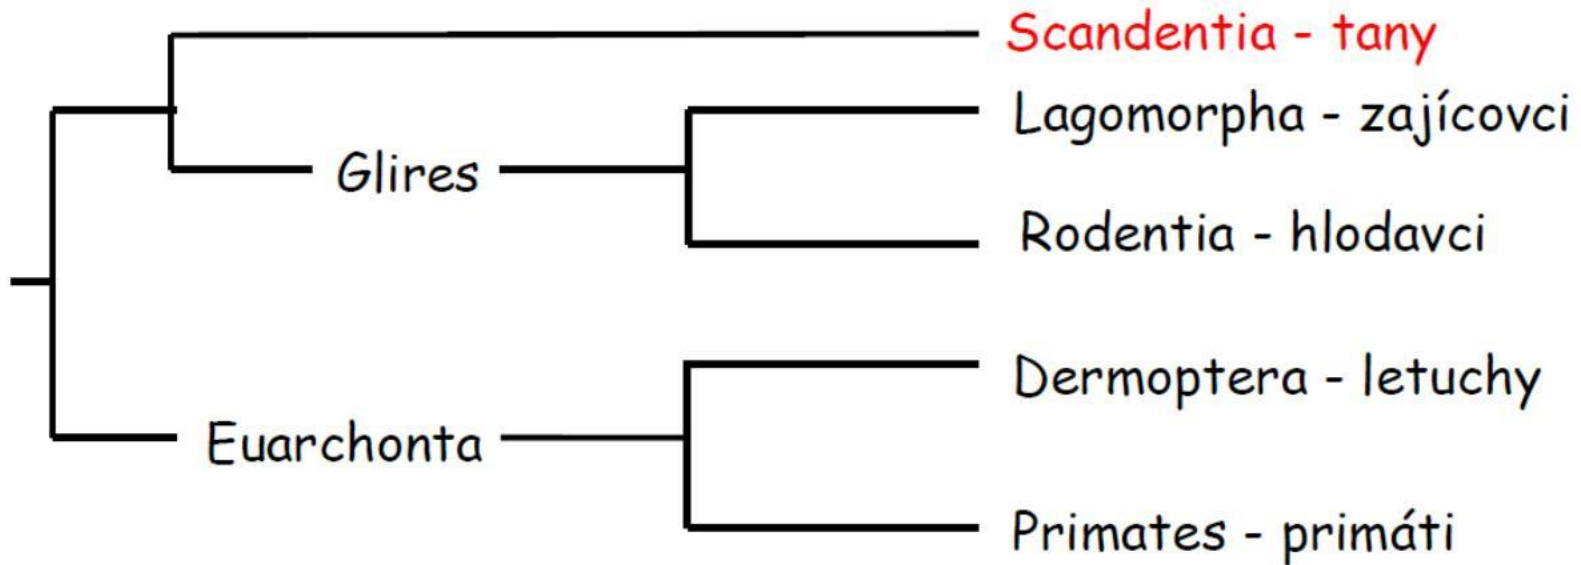 Scandentia - tany
Lagomorpha - zajícovci
Glires
Rodentia - hlodavci
Dermoptera - letuchy
Euarchonta
Primates - primáti